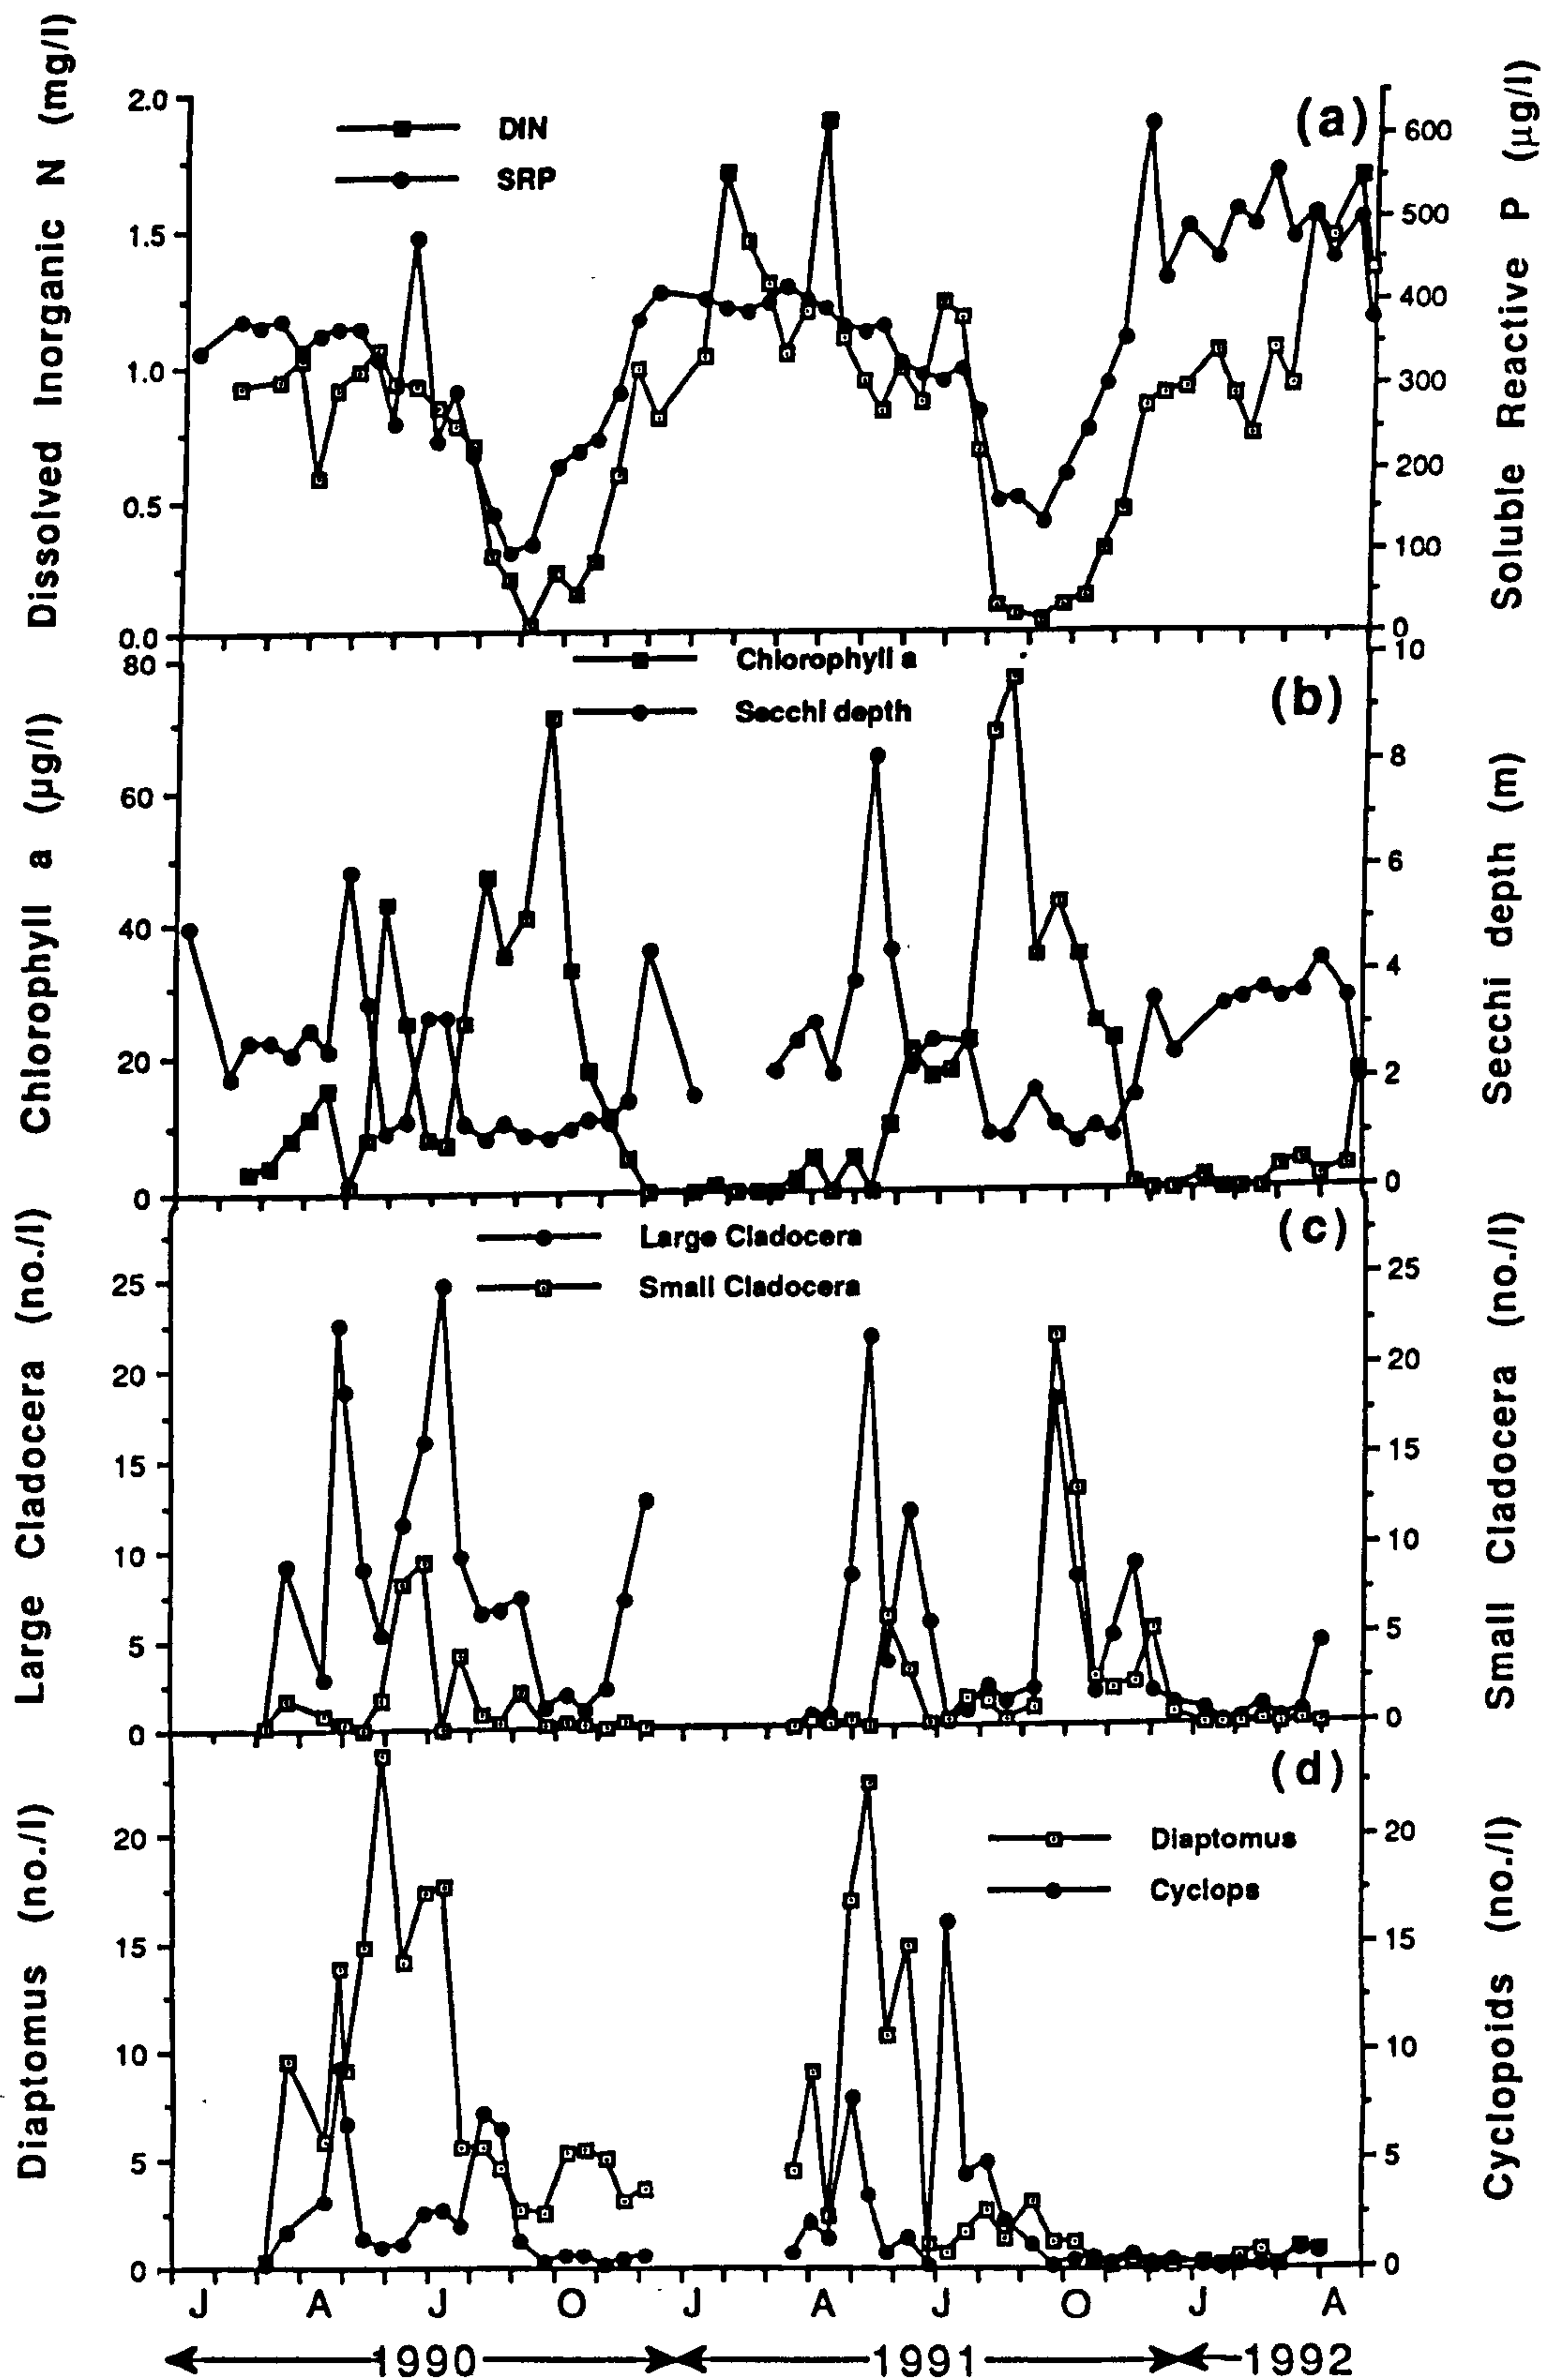 Dissolved Inorganic N (mg/l)
2.0
1.5
1.0
0.5
0.0
DIN
SRP
(a)
600
500
400
300
200
100
0
Soluble Reactive P (µg/l)
Chlorophyll a (µg/l)
80
60
40
20
0
Chlorophyll a
Secchi depth
(b)
10
8
6
4
2
0
Secchi depth (m)
Large Cladocera (no./l)
25
20
15
10
5
0
Large Cladocera
Small Cladocera
(c)
25
20
15
10
5
0
Small Cladocera (no./l)
Diaptomus (no./l)
20
15
10
5
0
(d)
Diaptomus
Cyclops
20
15
10
5
0
Cyclopoids (no./l)
J A J O J A J O J A
1990 1991 1992